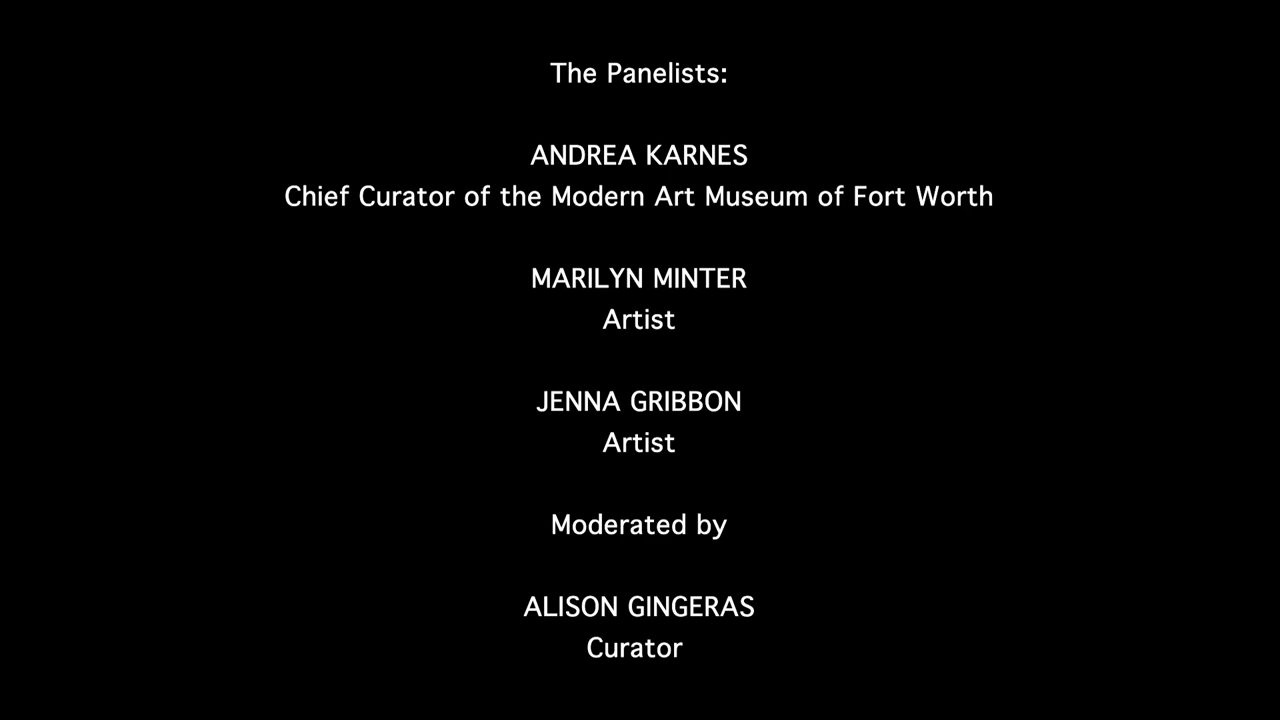 The Panelists:
ANDREA KARNES
Chief Curator of the Modern Art Museum of Fort Worth
MARILYN MINTER
Artist
JENNA GRIBBON
Artist
Moderated by
ALISON GINGERAS
Curator